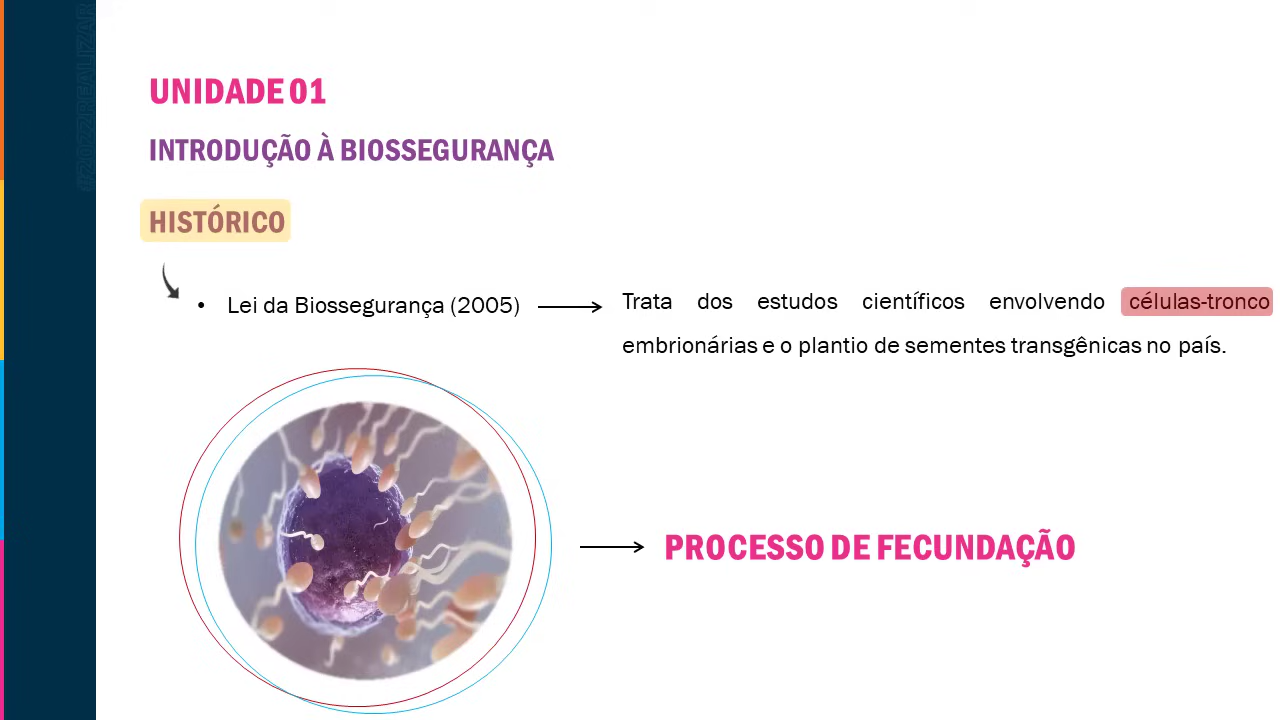 UNIDADE 01
INTRODUÇÃO À BIOSSEGURANÇA
HISTÓRICO
• Lei da Biossegurança (2005)
Trata dos estudos científicos envolvendo células-tronco
embrionárias e o plantio de sementes transgênicas no país.
PROCESSO DE FECUNDAÇÃO